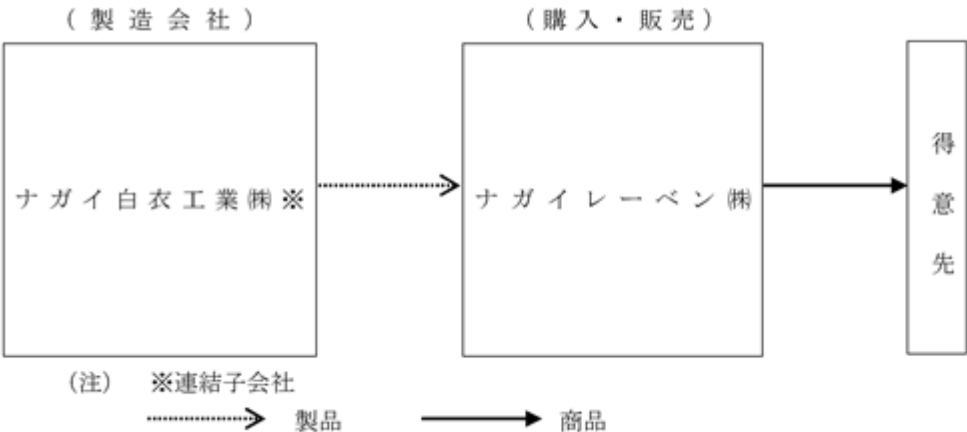 (製造会社)
(購入・販売)
ナガイ白衣工業㈱※
ナガイレーベン㈱
得意先
(注) ※連結子会社
製品 商品